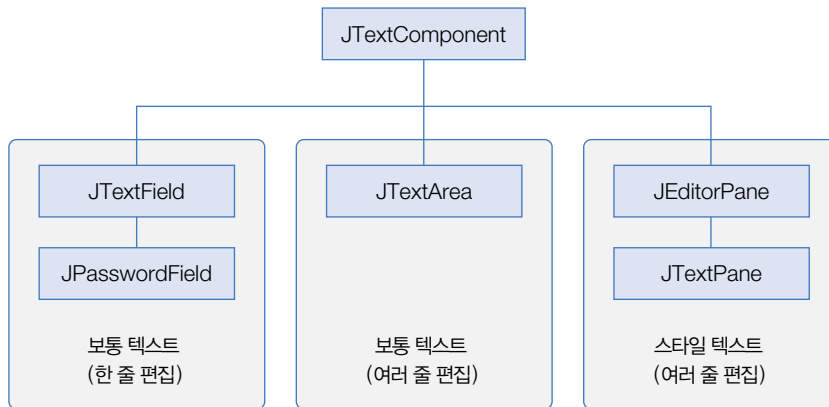 JTextComponent
JTextField
JTextArea
JEditorPane
JPasswordField
JTextPane
보통 텍스트
(한 줄 편집)
보통 텍스트
(여러 줄 편집)
스타일 텍스트
(여러 줄 편집)